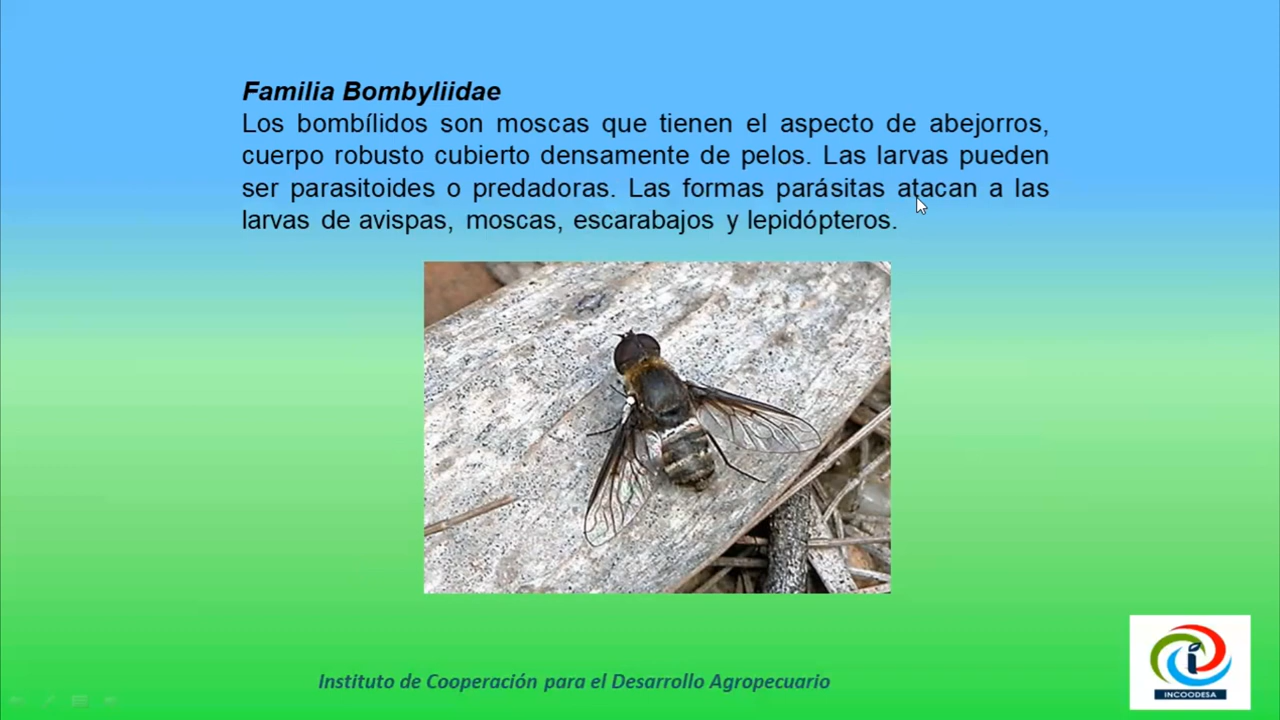 Familia Bombyliidae
Los bombílidos son moscas que tienen el aspecto de abejorros,
cuerpo robusto cubierto densamente de pelos. Las larvas pueden
ser parasitoides o predadoras. Las formas parásitas atacan a las
larvas de avispas, moscas, escarabajos y lepidópteros.
Instituto de Cooperación para el Desarrollo Agropecuario
INCOODESA